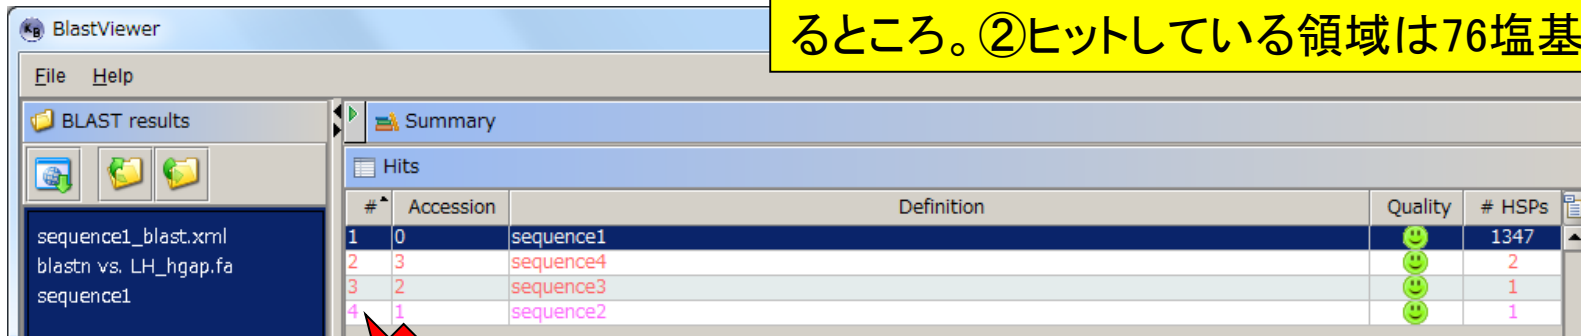 るところ。②ヒットしている領域は76塩基
BlastViewer
File Help
BLAST results
Summary
Hits
# Accession Definition Quality # HSPs
sequence1_blast.xml
blastn vs. LH_hgap.fa
sequence1
1 0 sequence1 1347
2 3 sequence4 2
3 2 sequence3 1
4 1 sequence2 1